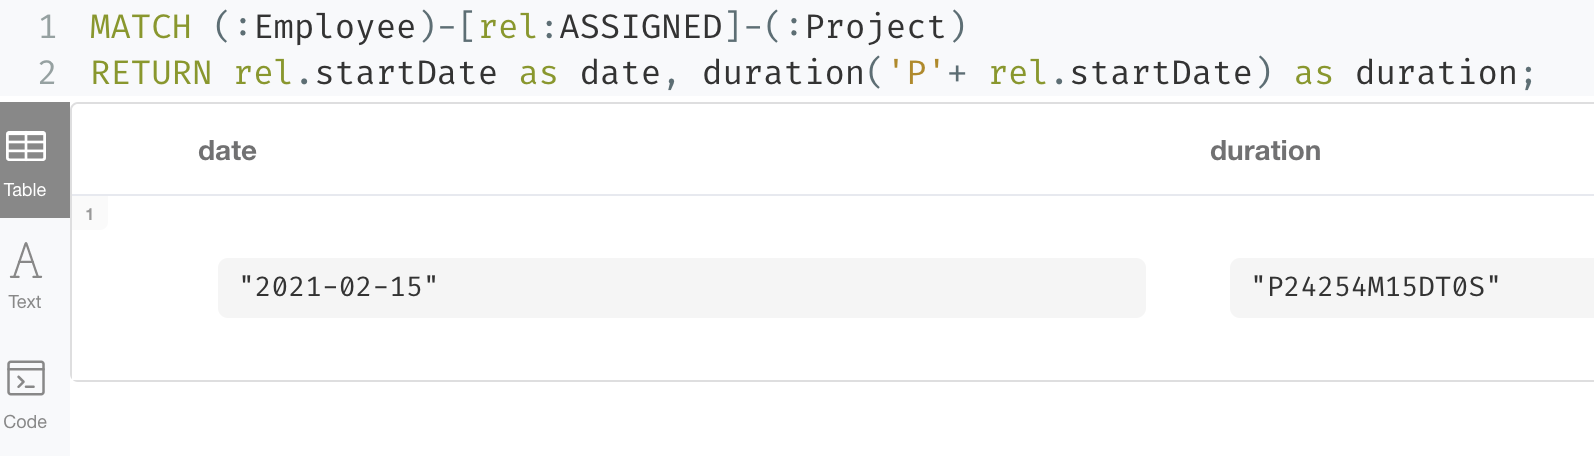 1 MATCH (:Employee)-[rel:ASSIGNED]-(:Project)
2 RETURN rel.startDate as date, duration('P'+ rel.startDate) as duration;
date duration
Table
1
"2021-02-15" "P24254M15DT0S"
A
Text
>_
Code